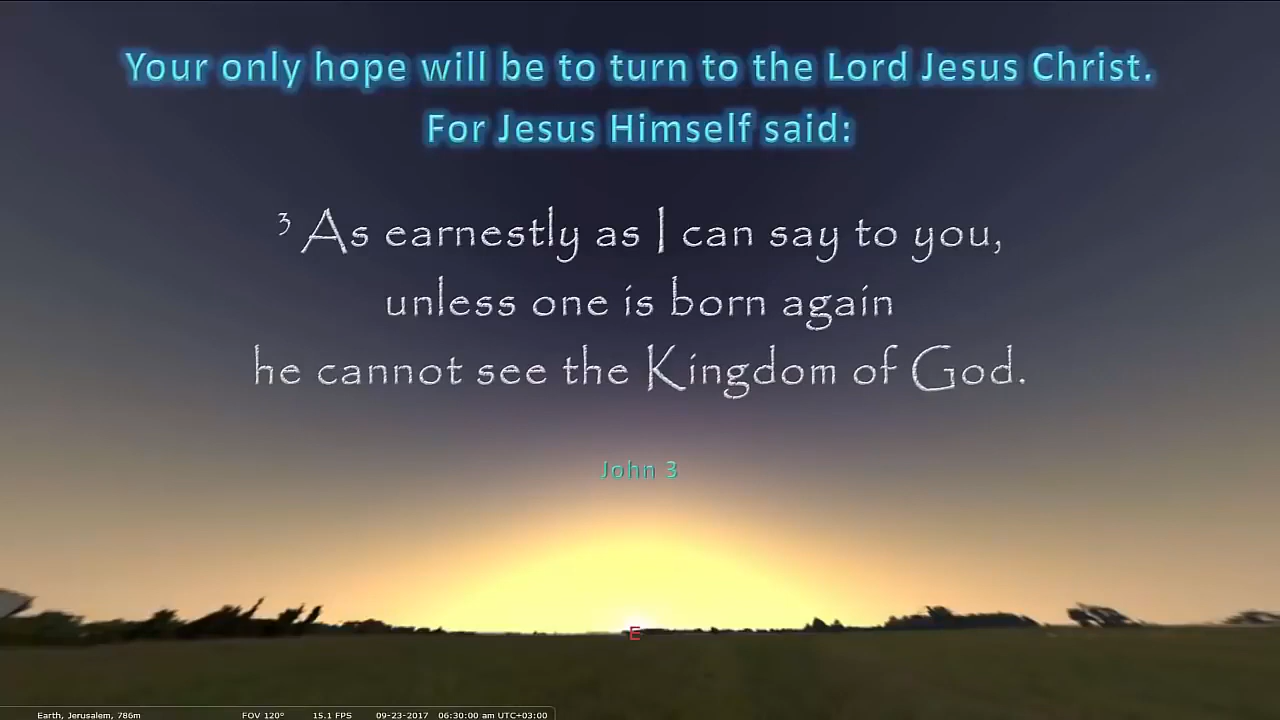 Your only hope will be to turn to the Lord Jesus Christ.
For Jesus Himself said:
3 As earnestly as I can say to you,
unless one is born again
he cannot see the Kingdom of God.
John 3
E
Earth, Jerusalem, 786m FOV 120° 15.1 FPS 09-23-2017 06:30:00 am UTC+03:00